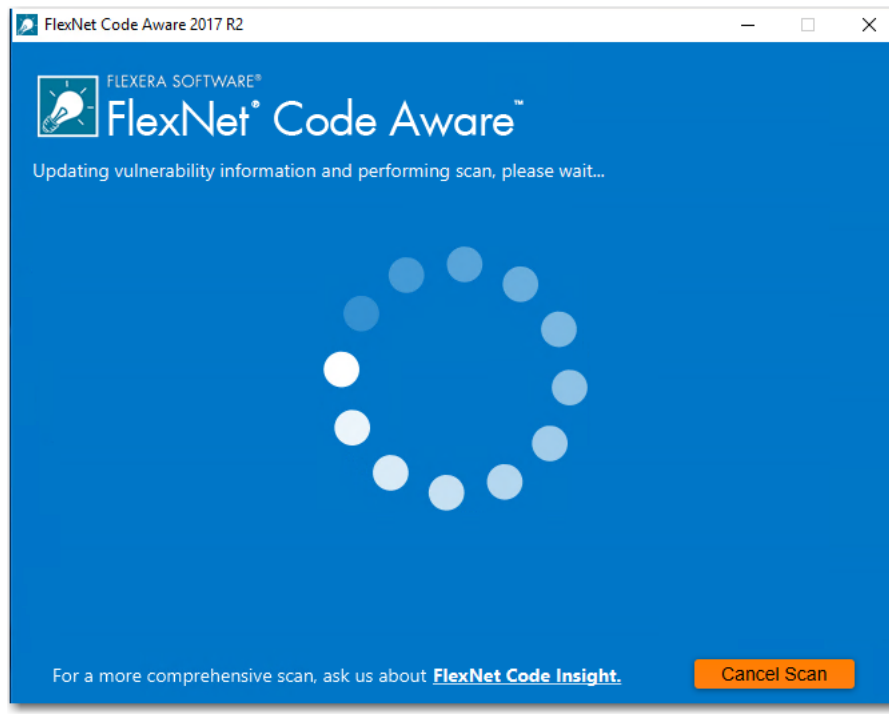 FlexNet Code Aware 2017 R2
FLEXERA SOFTWARE®
FlexNet® Code Aware™
Updating vulnerability information and performing scan, please wait...
For a more comprehensive scan, ask us about FlexNet Code Insight.
Cancel Scan